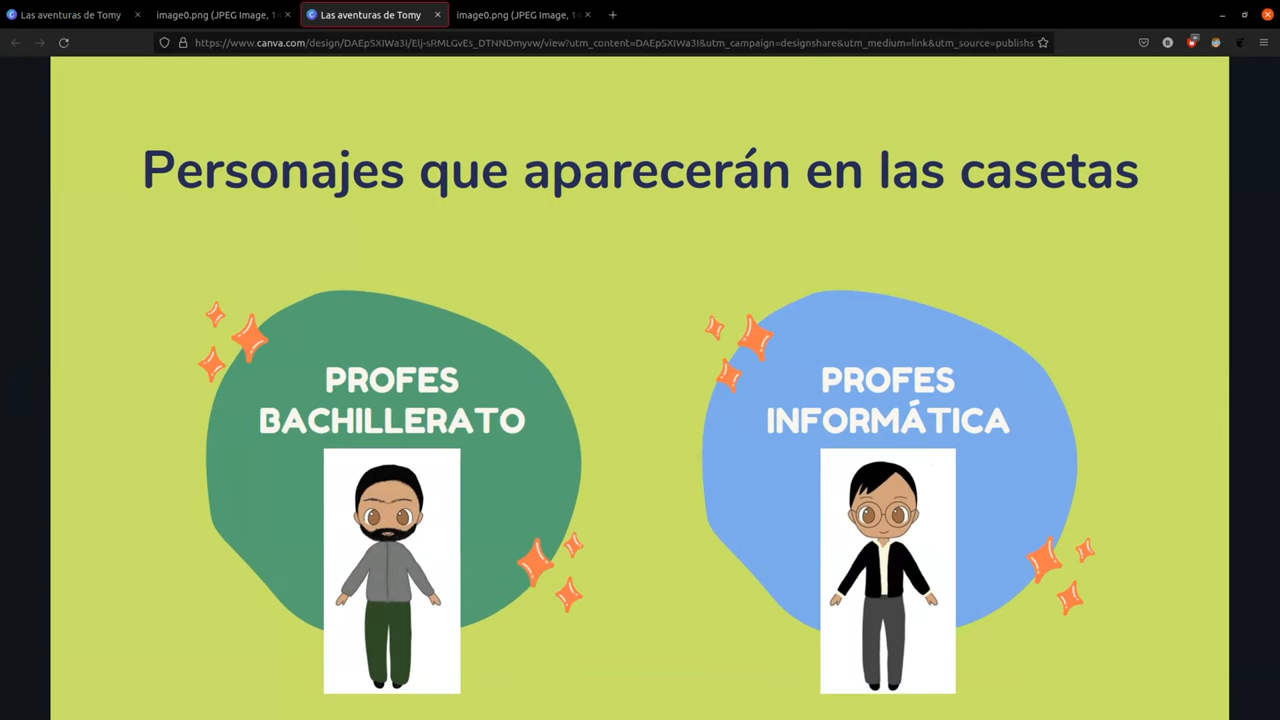 Las aventuras de Tomy
image0.png (JPEG Image, 1
Las aventuras de Tomy
image0.png (JPEG Image, 1
https://www.canva.com/design/DAEp5XIWa3I/Elj-sRMLGvEs_DTNNDmyvw/view?utm_content=DAEp5XIWa3I&utm_campaign=designshare&utm_medium=link&utm_source=publishs
Personajes que aparecerán en las casetas
PROFES
BACHILLERATO
PROFES
INFORMÁTICA